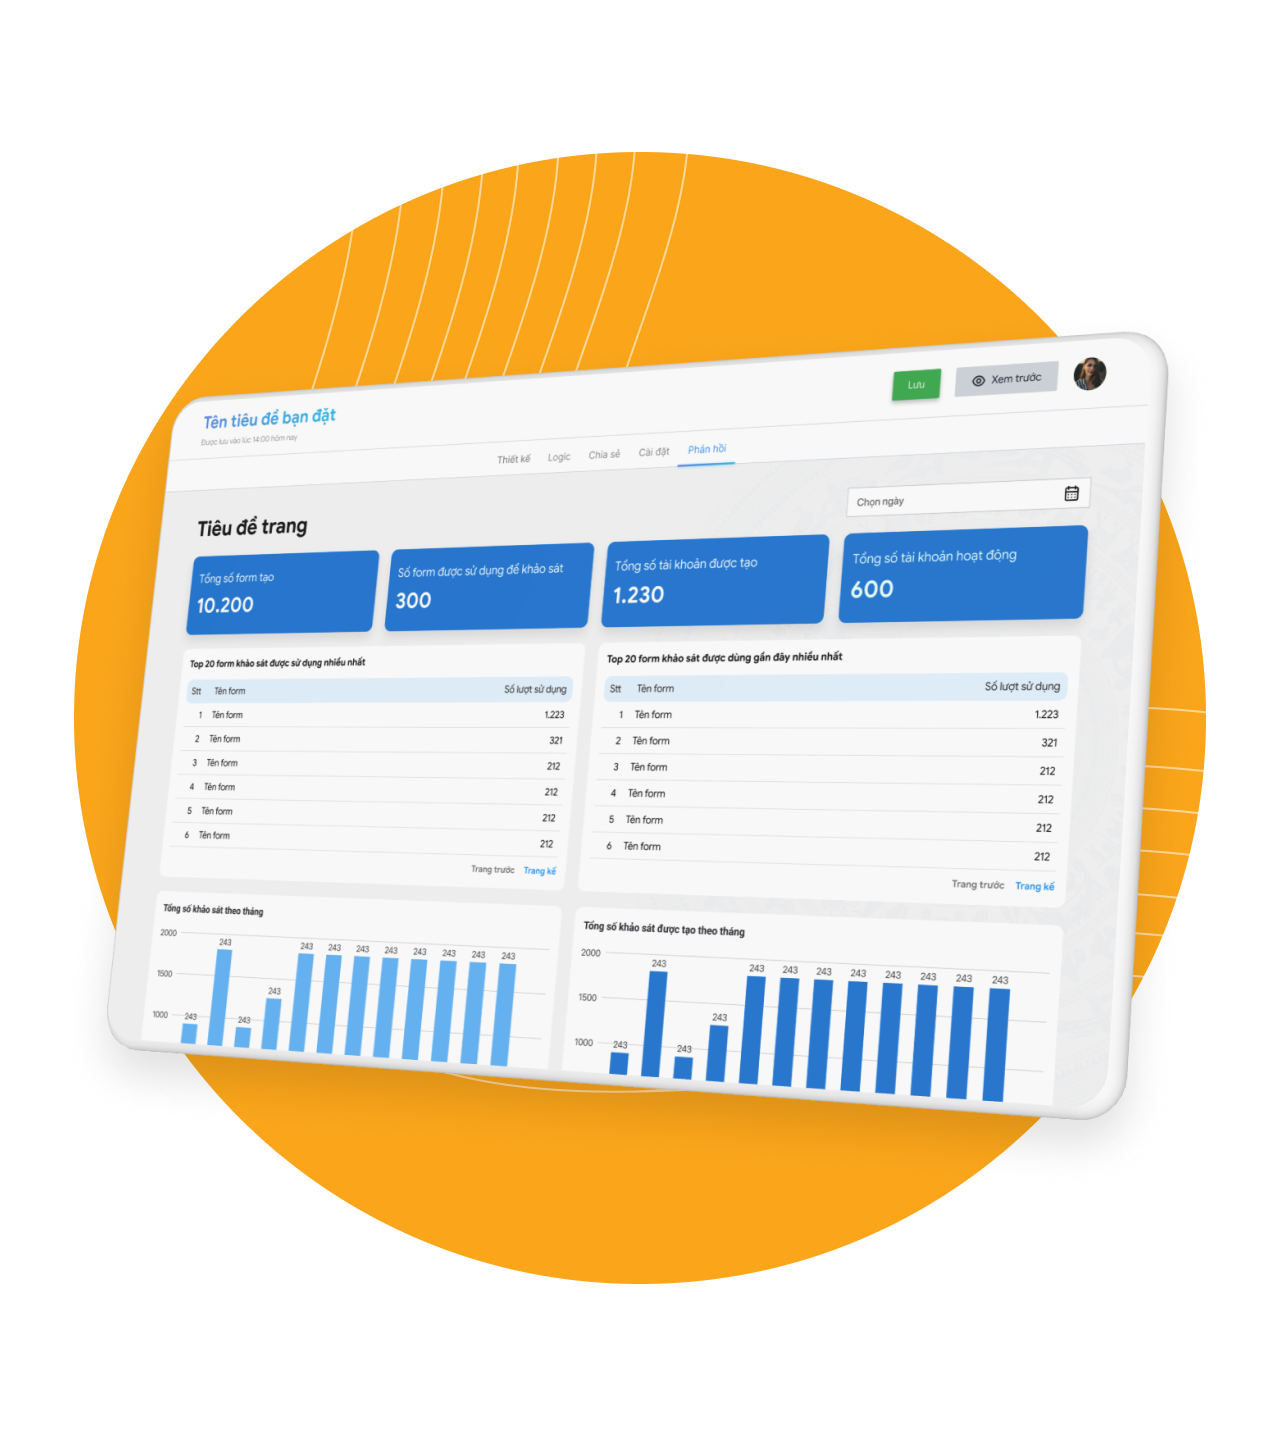 Tên tiêu đề bạn đặt
Được lưu vào lúc 14:00 hôm nay
Lưu
Xem trước
Thiết kế Logic Chia sẻ Cài đặt Phản hồi
Tiêu đề trang
Chọn ngày
Tổng số form tạo
10.200
Số form được sử dụng để khảo sát
300
Tổng số tài khoản được tạo
1.230
Tổng số tài khoản hoạt động
600
Top 20 form khảo sát được sử dụng nhiều nhất
Stt Tên form Số lượt sử dụng
1 Tên form 1.223
2 Tên form 321
3 Tên form 212
4 Tên form 212
5 Tên form 212
6 Tên form 212
Trang trước Trang kế
Top 20 form khảo sát được dùng gần đây nhiều nhất
Stt Tên form Số lượt sử dụng
1 Tên form 1.223
2 Tên form 321
3 Tên form 212
4 Tên form 212
5 Tên form 212
6 Tên form 212
Trang trước Trang kế
Tổng số khảo sát theo tháng
2000
1500
1000
243 243 243 243 243 243 243 243 243 243 243 243
Tổng số khảo sát được tạo theo tháng
2000
1500
1000
243 243 243 243 243 243 243 243 243 243 243 243